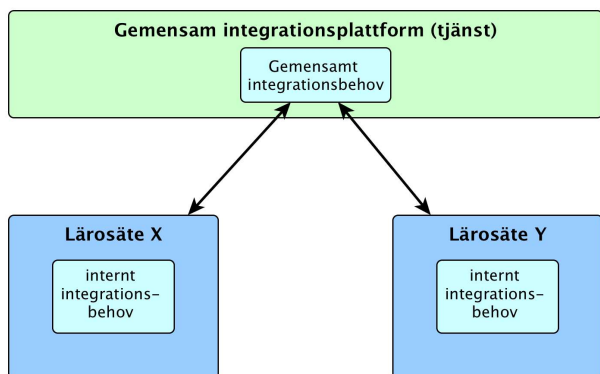 Gemensam integrationsplattform (tjänst)
Gemensamt
integrationsbehov
Lärosäte X
internt
integrations-
behov
Lärosäte Y
internt
integrations-
behov